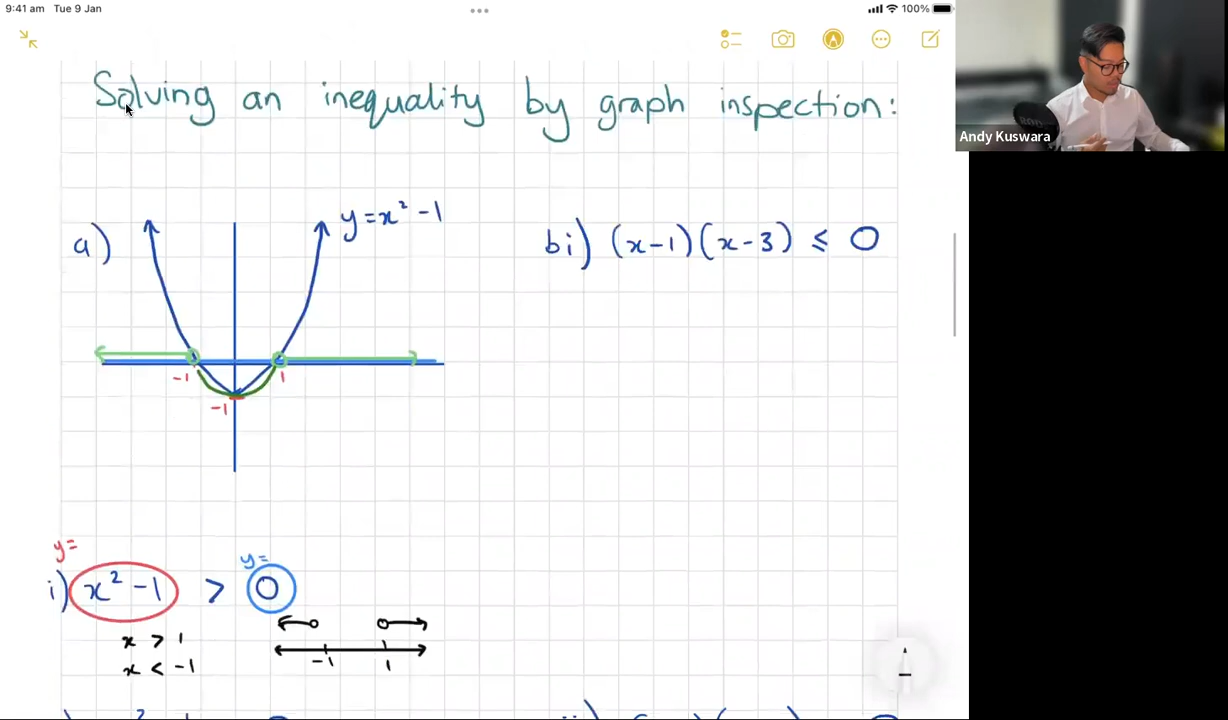 9:41 am Tue 9 Jan
100%
Andy Kuswara
Solving an inequality by graph inspection:
a)
y=x² -1
-1
1
-1
bi) (x-1)(x-3) ≤ 0
y=
y=
i) x² -1 > 0
x > 1
x < -1
-1
1